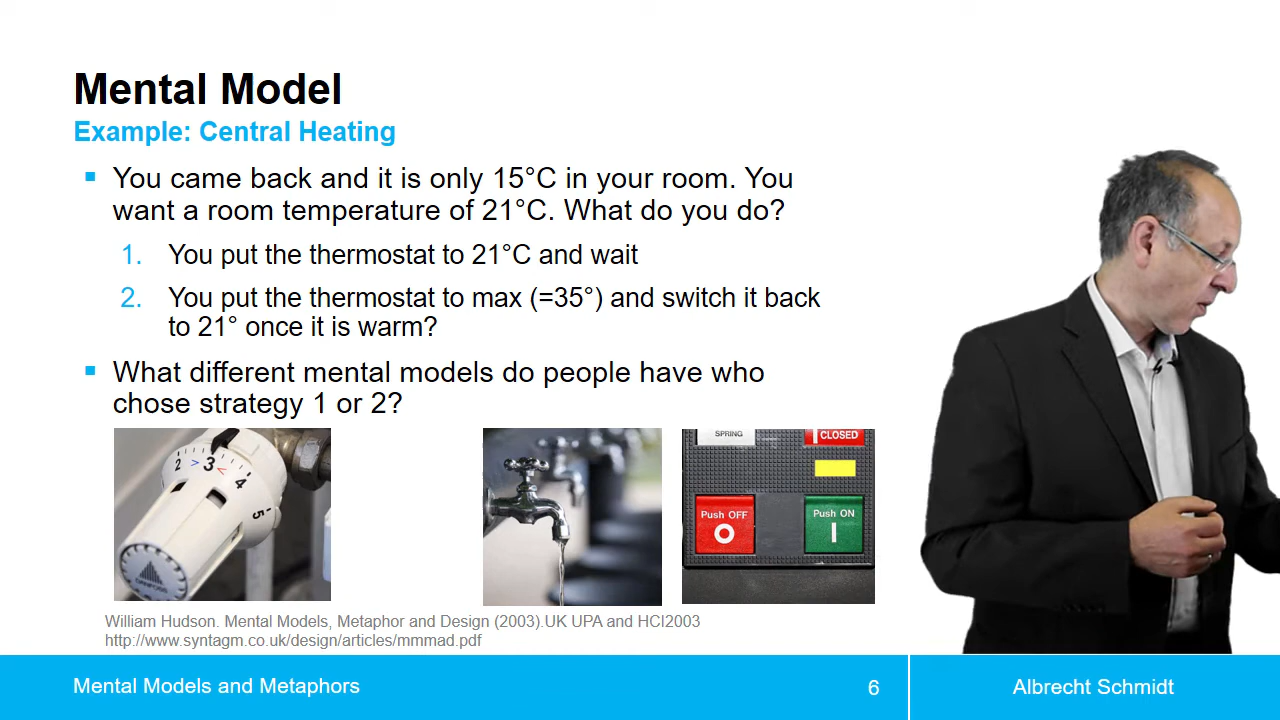 Mental Model
Example: Central Heating
You came back and it is only 15°C in your room. You
want a room temperature of 21°C. What do you do?
1. You put the thermostat to 21°C and wait
2. You put the thermostat to max (=35°) and switch it back
to 21° once it is warm?
What different mental models do people have who
chose strategy 1 or 2?
2 > 3 < 4 5
SPRING
CLOSED
Push OFF
O
Push ON
I
William Hudson. Mental Models, Metaphor and Design (2003).UK UPA and HCI2003
http://www.syntagm.co.uk/design/articles/mmmad.pdf
Mental Models and Metaphors
6
Albrecht Schmidt